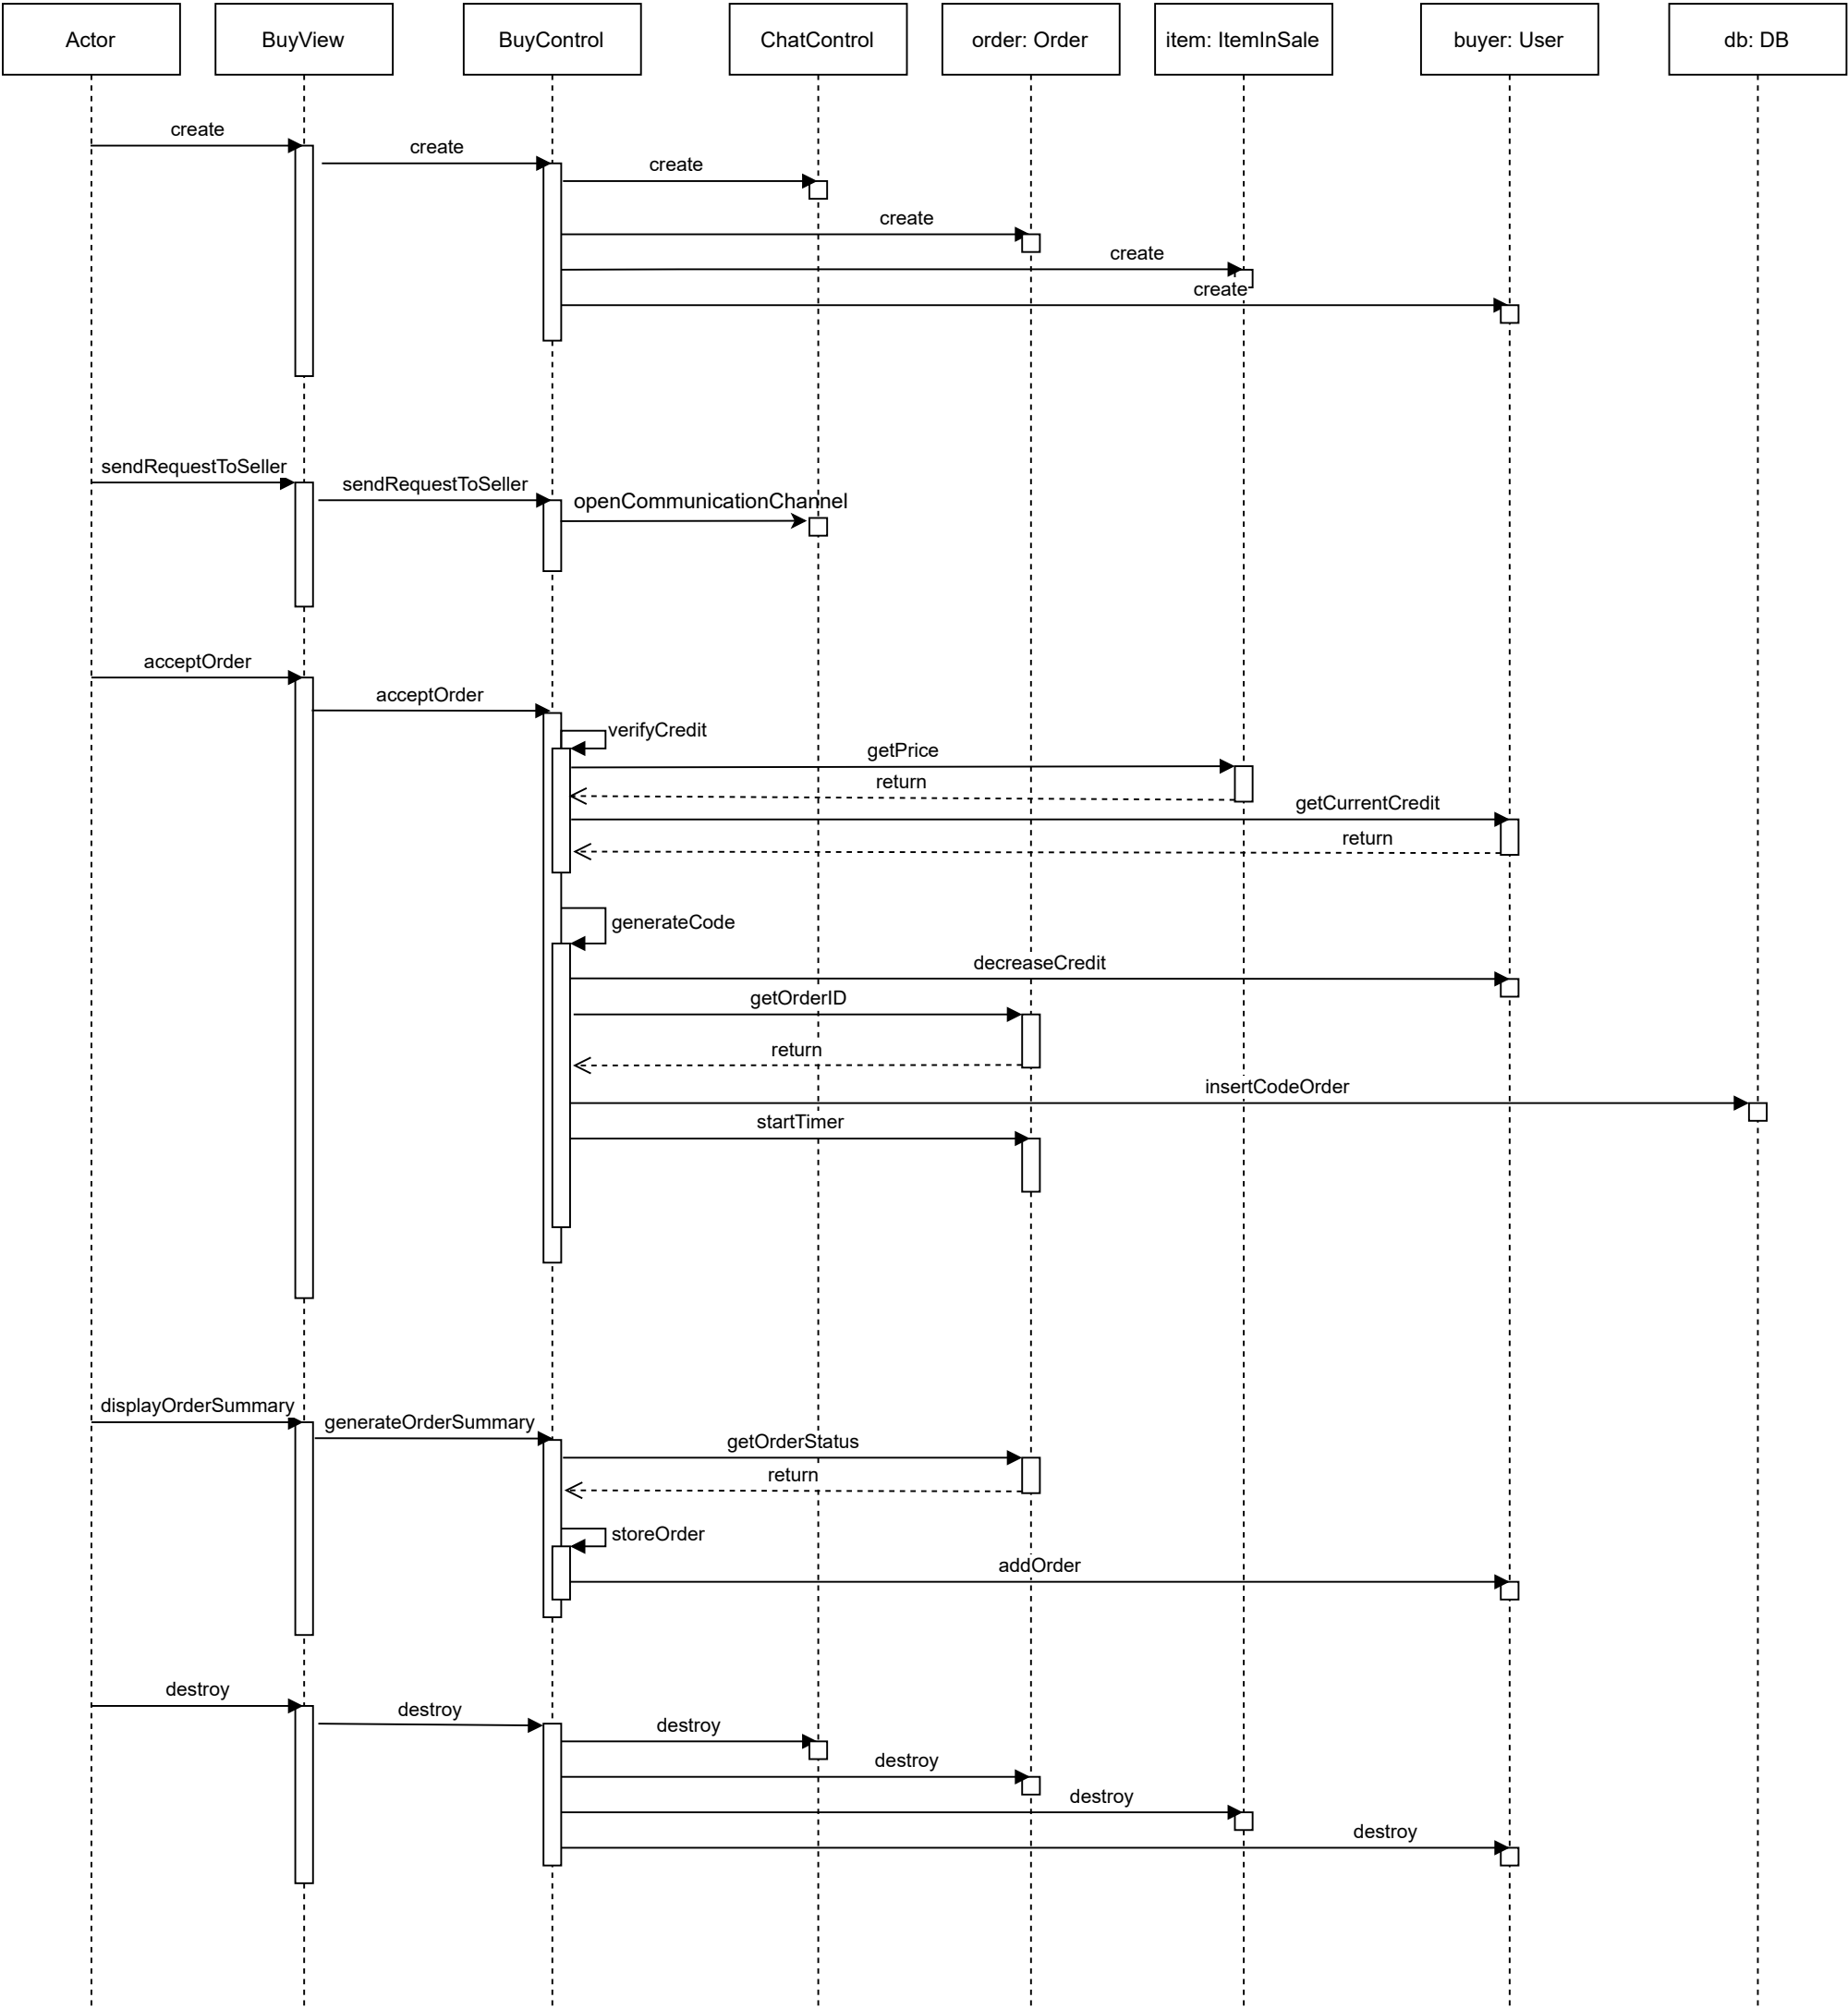 Actor
BuyView
BuyControl
ChatControl
order: Order
item: ItemInSale
buyer: User
db: DB
create
create
create
create
create
create
sendRequestToSeller
sendRequestToSeller
openCommunicationChannel
acceptOrder
acceptOrder
verifyCredit
getPrice
return
getCurrentCredit
return
generateCode
decreaseCredit
getOrderID
return
insertCodeOrder
startTimer
displayOrderSummary
generateOrderSummary
getOrderStatus
return
storeOrder
addOrder
destroy
destroy
destroy
destroy
destroy
destroy